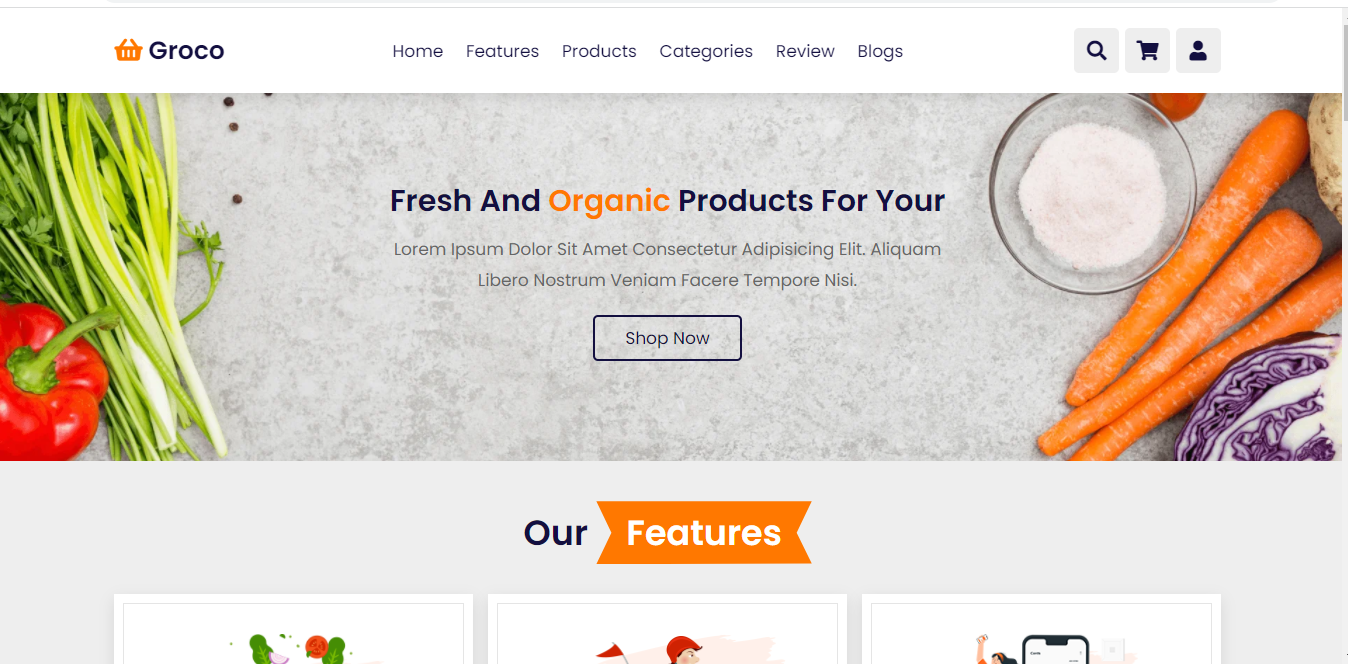 Groco
Home Features Products Categories Review Blogs
Fresh And Organic Products For Your
Lorem Ipsum Dolor Sit Amet Consectetur Adipisicing Elit. Aliquam
Libero Nostrum Veniam Facere Tempore Nisi.
Shop Now
Our Features